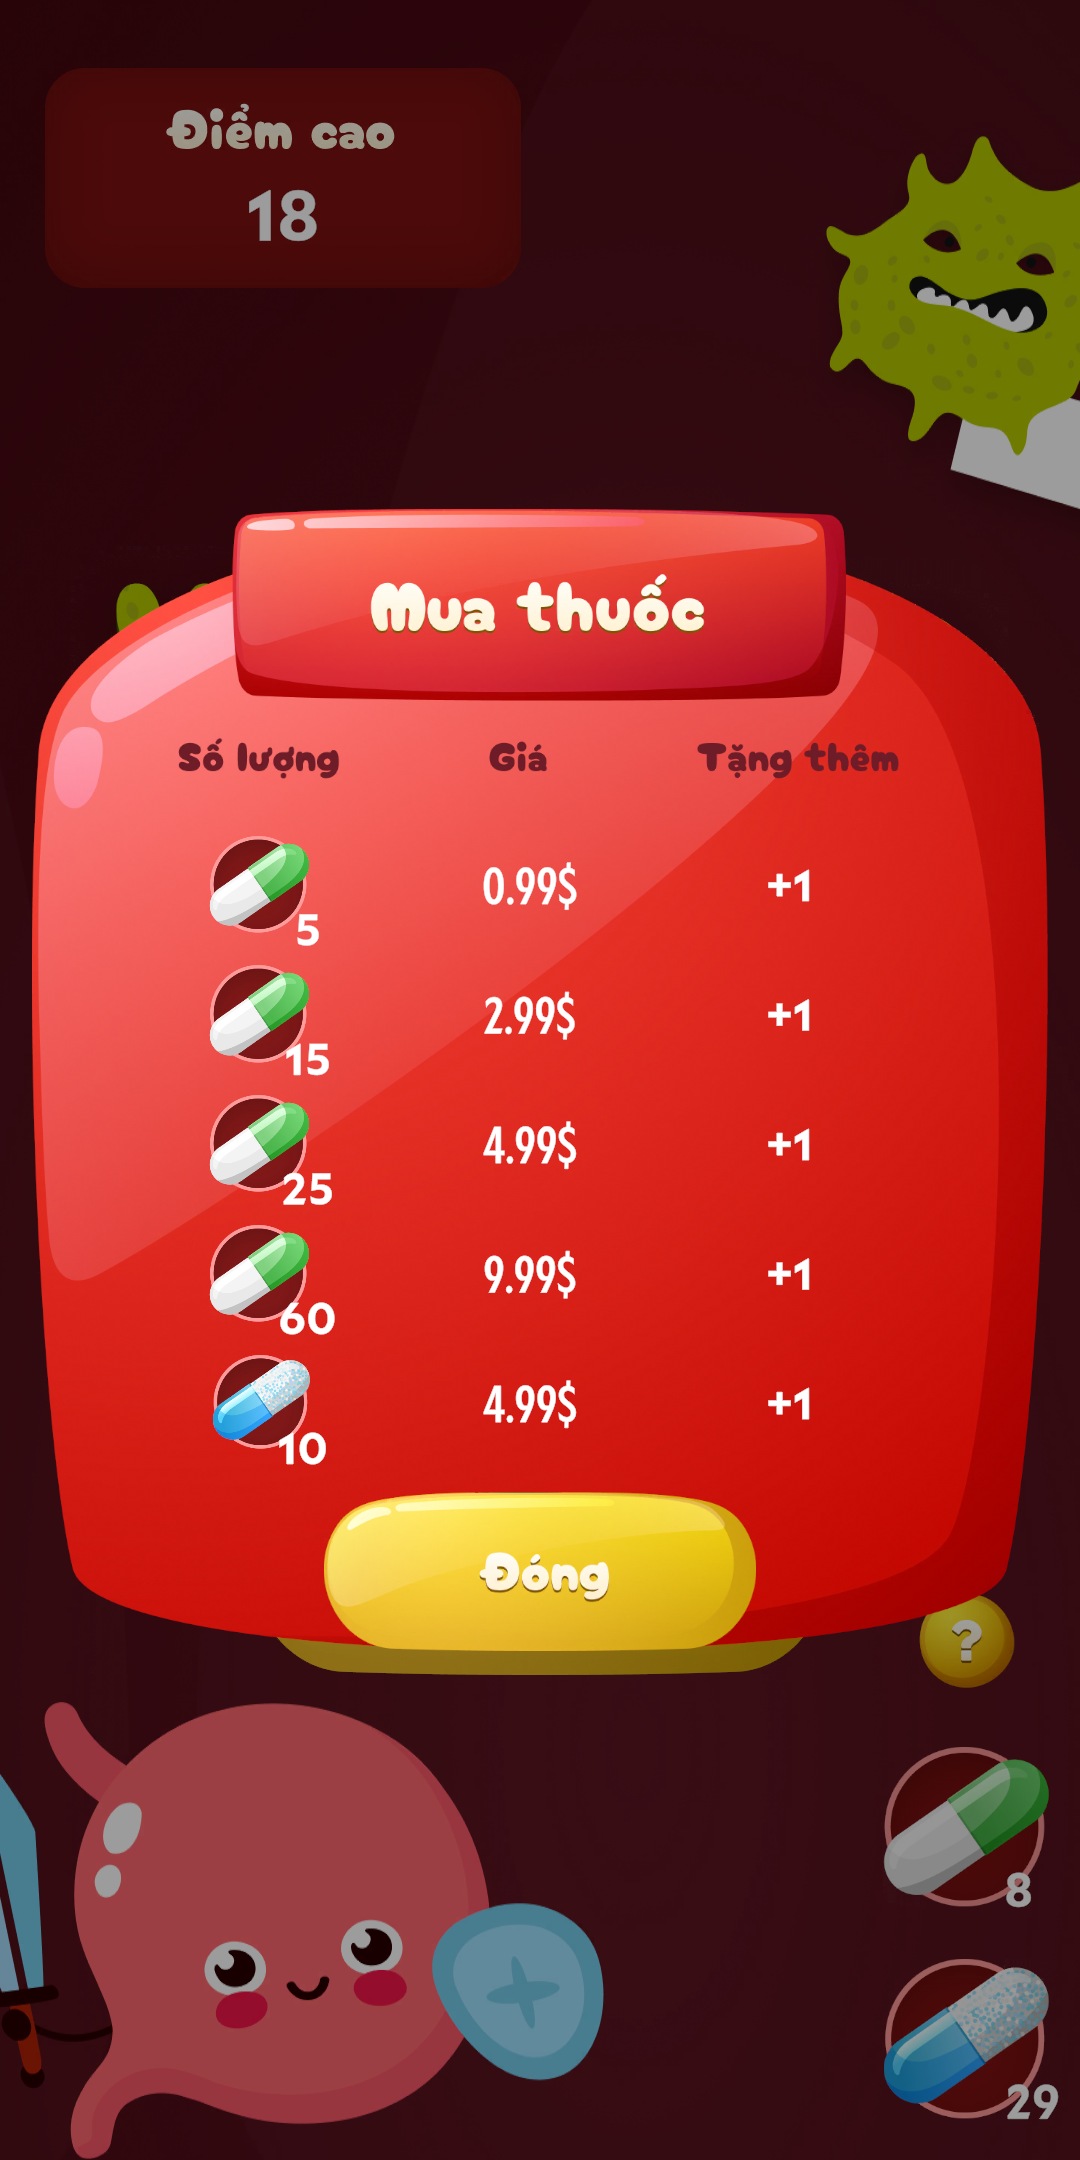 Điểm cao
18
Mua thuốc
Số lượng Giá Tặng thêm
5 0.99$ +1
15 2.99$ +1
25 4.99$ +1
60 9.99$ +1
10 4.99$ +1
Đóng
?
8
29